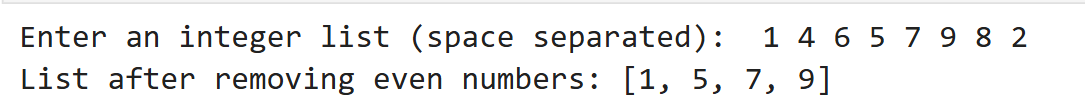 Enter an integer list (space separated):  1 4 6 5 7 9 8 2
List after removing even numbers: [1, 5, 7, 9]